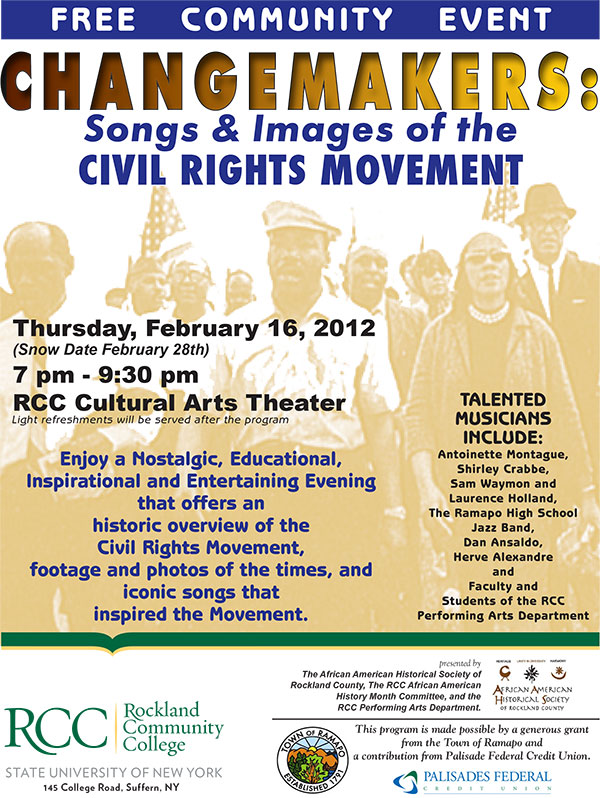 FREE COMMUNITY EVENT
CHANGEMAKERS:
Songs & Images of the
CIVIL RIGHTS MOVEMENT
Thursday, February 16, 2012
(Snow Date February 28th)
7 pm - 9:30 pm
RCC Cultural Arts Theater
Light refreshments will be served after the program
Enjoy a Nostalgic, Educational,
Inspirational and Entertaining Evening
that offers an
historic overview of the
Civil Rights Movement,
footage and photos of the times, and
iconic songs that
inspired the Movement.
TALENTED
MUSICIANS
INCLUDE:
Antoinette Montague,
Shirley Crabbe,
Sam Waymon and
Laurence Holland,
The Ramapo High School
Jazz Band,
Dan Ansaldo,
Herve Alexandre
and
Faculty and
Students of the RCC
Performing Arts Department
presented by
The African American Historical Society of
Rockland County, The RCC African American
History Month Committee, and the
RCC Performing Arts Department.
AFRICAN AMERICAN
HISTORICAL SOCIETY
OF ROCKLAND COUNTY
RCC Rockland
Community
College
STATE UNIVERSITY OF NEW YORK
145 College Road, Suffern, NY
TOWN OF RAMAPO
ESTABLISHED 1791
This program is made possible by a generous grant
from the Town of Ramapo and
a contribution from Palisade Federal Credit Union.
PALISADES FEDERAL
CREDIT UNION